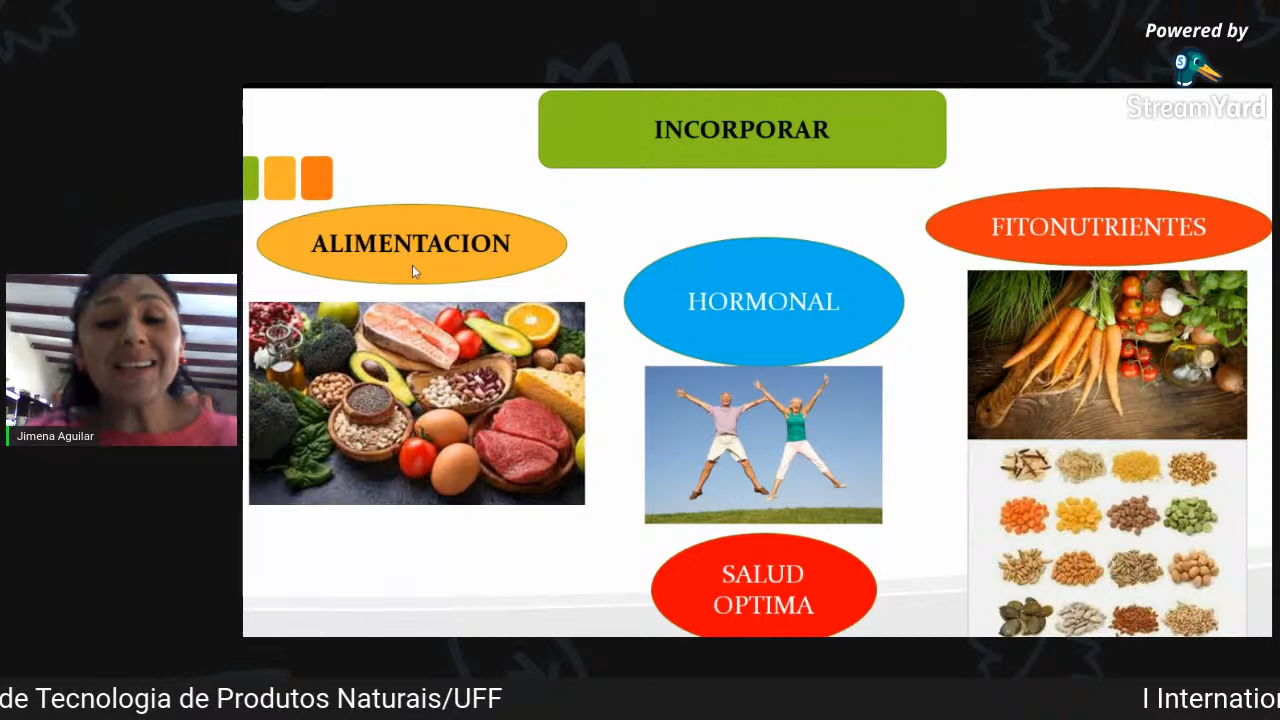 Powered by
StreamYard
INCORPORAR
ALIMENTACION
FITONUTRIENTES
HORMONAL
SALUD
OPTIMA
Jimena Aguilar
de Tecnologia de Produtos Naturais/UFF
I Internation